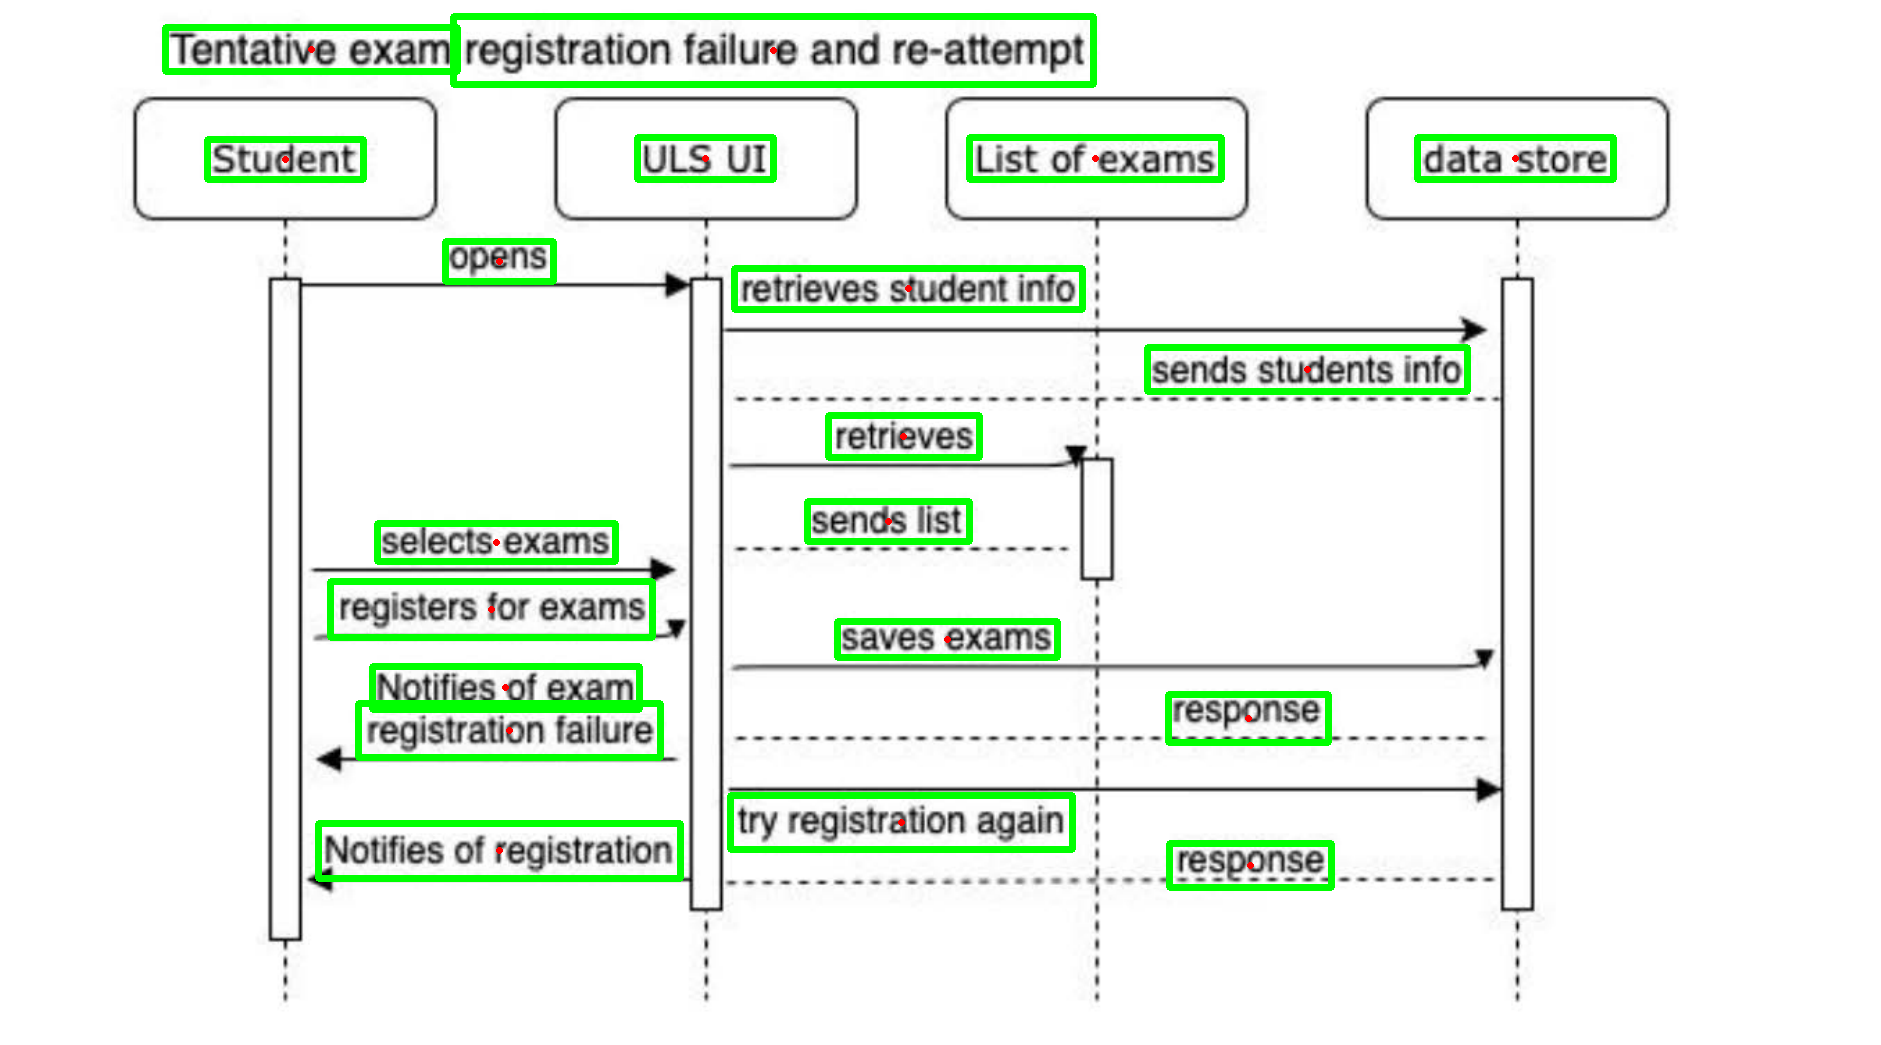 Tentative exam registration failure and re-attempt
Student
ULS UI
List of exams
data store
opens
retrieves student info
sends students info
retrieves
sends list
selects exams
registers for exams
saves exams
Notifies of exam
registration failure
response
try registration again
Notifies of registration
response